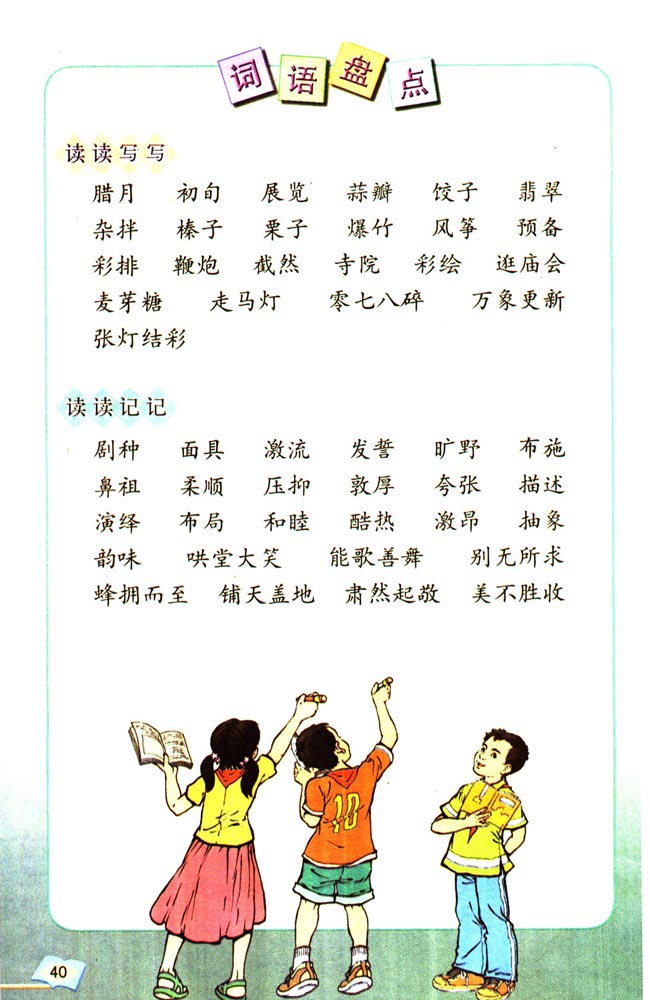 词语盘点
读读写写
腊月 初旬 展览 蒜瓣 饺子 翡翠
杂拌 榛子 栗子 爆竹 风筝 预备
彩排 鞭炮 截然 寺院 彩绘 逛庙会
麦芽糖 走马灯 零七八碎 万象更新
张灯结彩
读读记记
剧种 面具 激流 发誓 旷野 布施
鼻祖 柔顺 压抑 敦厚 夸张 描述
演绎 布局 和睦 酷热 激昂 抽象
韵味 哄堂大笑 能歌善舞 别无所求
蜂拥而至 铺天盖地 肃然起敬 美不胜收
10
40